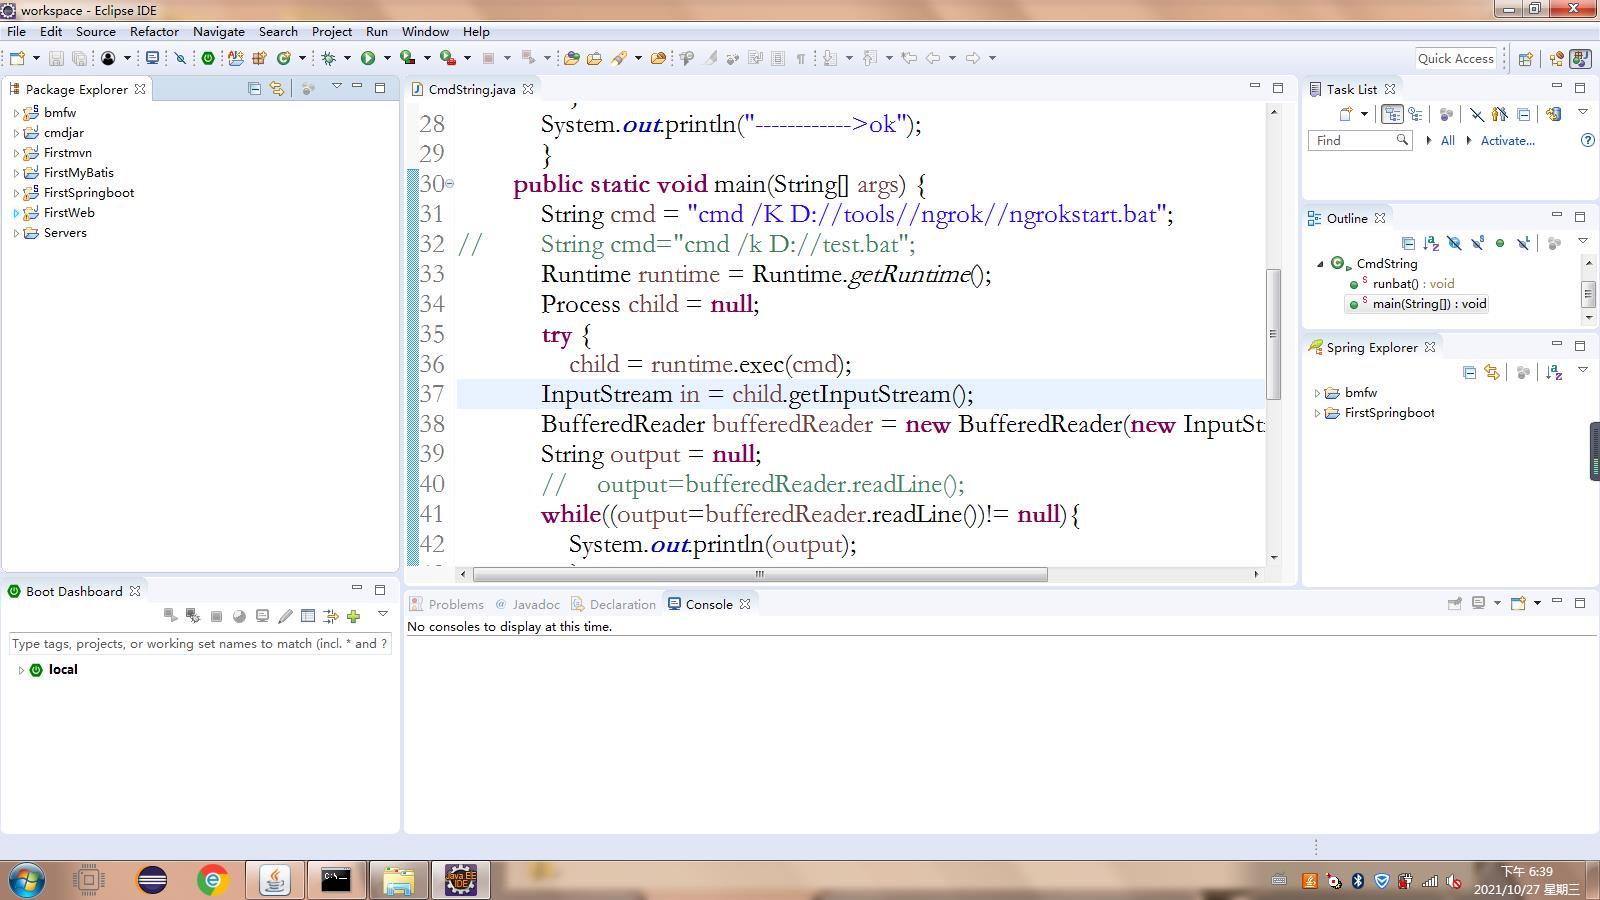 workspace - Eclipse IDE
File Edit Source Refactor Navigate Search Project Run Window Help
Quick Access
Package Explorer
bmfw
cmdjar
Firstmvn
FirstMyBatis
FirstSpringboot
FirstWeb
Servers
CmdString.java
28 System.out.println("------------>ok");
29 }
30 public static void main(String[] args) {
31 String cmd = "cmd /K D://tools//ngrok//ngrokstart.bat";
32 // String cmd="cmd /k D://test.bat";
33 Runtime runtime = Runtime.getRuntime();
34 Process child = null;
35 try {
36 child = runtime.exec(cmd);
37 InputStream in = child.getInputStream();
38 BufferedReader bufferedReader = new BufferedReader(new InputSt
39 String output = null;
40 // output=bufferedReader.readLine();
41 while((output=bufferedReader.readLine())!= null){
42 System.out.println(output);
Task List
Find All Activate...
Outline
CmdString
runbat() : void
main(String[]) : void
Spring Explorer
bmfw
FirstSpringboot
Boot Dashboard
Type tags, projects, or working set names to match (incl. * and ?
local
Problems Javadoc Declaration Console
No consoles to display at this time.
Java EE
IDE
下午 6:39
2021/10/27 星期三